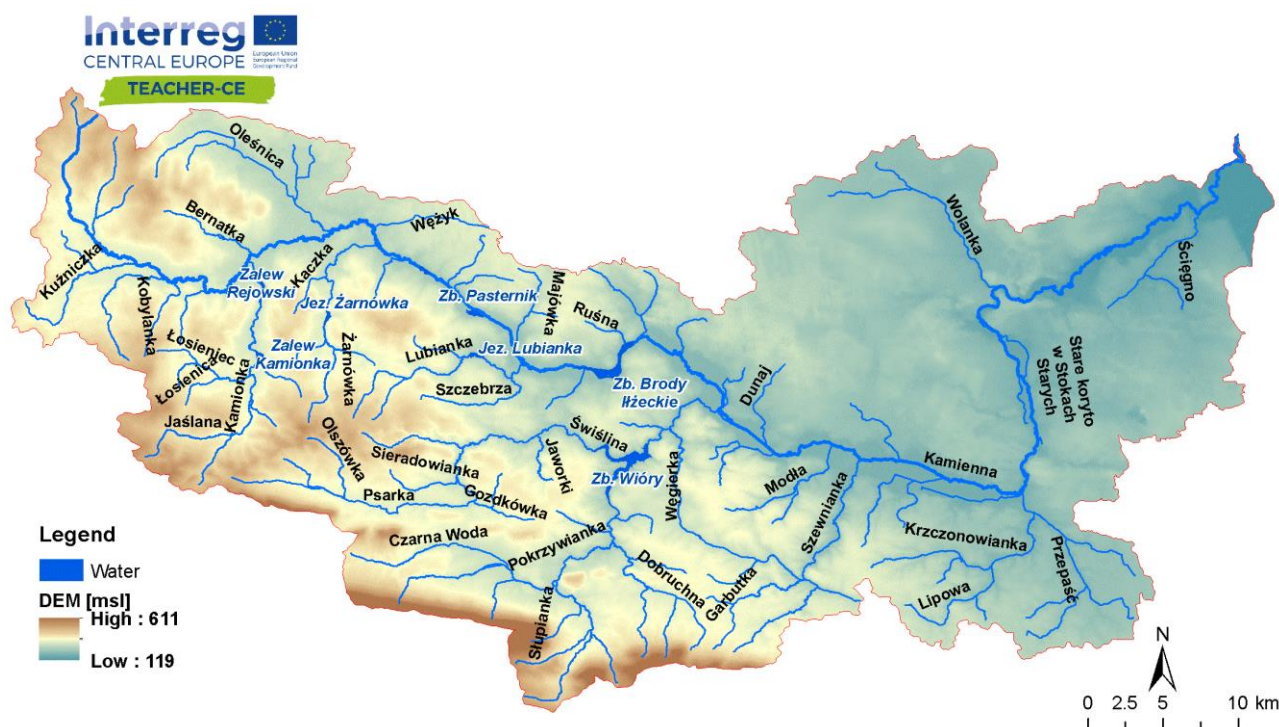 Interreg
CENTRAL EUROPE
European Union
European Regional
Development Fund
TEACHER-CE
Oleśnica
Bernatka
Wężyk
Kuźniczka
Kobylanka
Zalew
Rejowski
Kaczka
Jez. Żarnówka
Zb. Pasternik
Majówka
Ruśna
Wolanka
Ścięgno
Łosieniec
Łosienica
Zalew
Kamionka
Żarnówka
Lubianka
Jez. Lubianka
Szczebrza
Zb. Brody
Iłżeckie
Dunaj
Stare koryto
w Stokach
Starych
Jaślana
Kamionka
Olszówka
Sieradowianka
Jaworki
Świślina
Zb. Wióry
Węgierka
Modła
Szewnianka
Kamienna
Psarka
Gozdkówka
Czarna Woda
Pokrzywianka
Dobruchna
Garbutka
Krzczonowianka
Lipowa
Przepaść
Słupianka
Legend
Water
DEM [msl]
High : 611
Low : 119
N
0 2.5 5 10 km